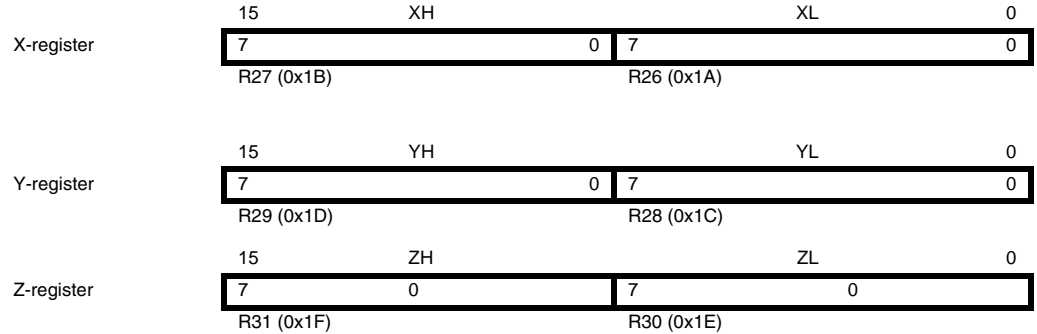 15 XH XL 0
X-register 7 0 7 0
R27 (0x1B) R26 (0x1A)
15 YH YL 0
Y-register 7 0 7 0
R29 (0x1D) R28 (0x1C)
15 ZH ZL 0
Z-register 7 0 7 0
R31 (0x1F) R30 (0x1E)